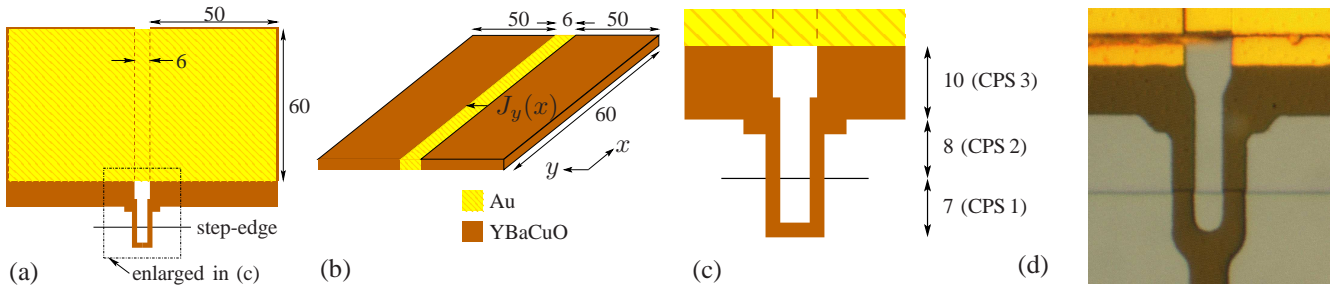 50
6
60
step-edge
enlarged in (c)
(a)
50 6 50
J_y(x)
60
x
y
Au
YBaCuO
(b)
10 (CPS 3)
8 (CPS 2)
7 (CPS 1)
(c)
(d)